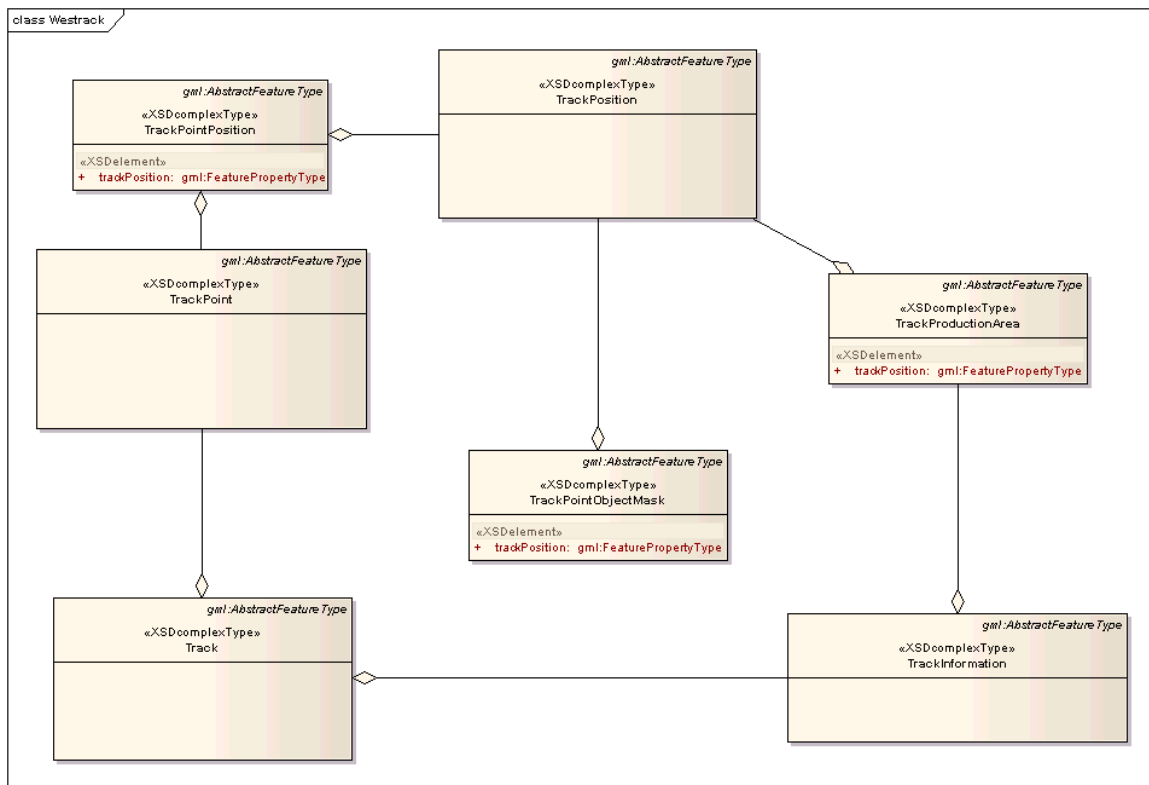 class Westrack
gml:AbstractFeatureType
«XSDcomplexType»
TrackPosition
gml:AbstractFeatureType
«XSDcomplexType»
TrackPointPosition
«XSDelement»
+ trackPosition: gml:FeaturePropertyType
gml:AbstractFeatureType
«XSDcomplexType»
TrackPoint
gml:AbstractFeatureType
«XSDcomplexType»
TrackProductionArea
«XSDelement»
+ trackPosition: gml:FeaturePropertyType
gml:AbstractFeatureType
«XSDcomplexType»
TrackPointObjectMask
«XSDelement»
+ trackPosition: gml:FeaturePropertyType
gml:AbstractFeatureType
«XSDcomplexType»
Track
gml:AbstractFeatureType
«XSDcomplexType»
TrackInformation